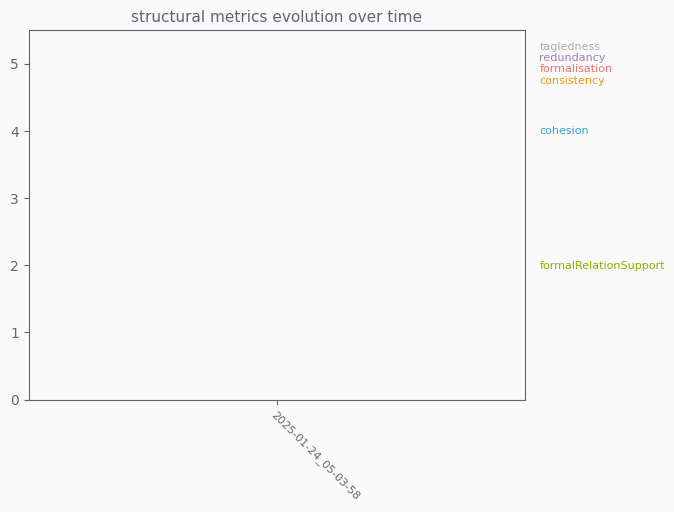 structural metrics evolution over time
tagledness
redundancy
formalisation
consistency
cohesion
formalRelationSupport
5
4
3
2
1
0
2025-01-24_05-03-58